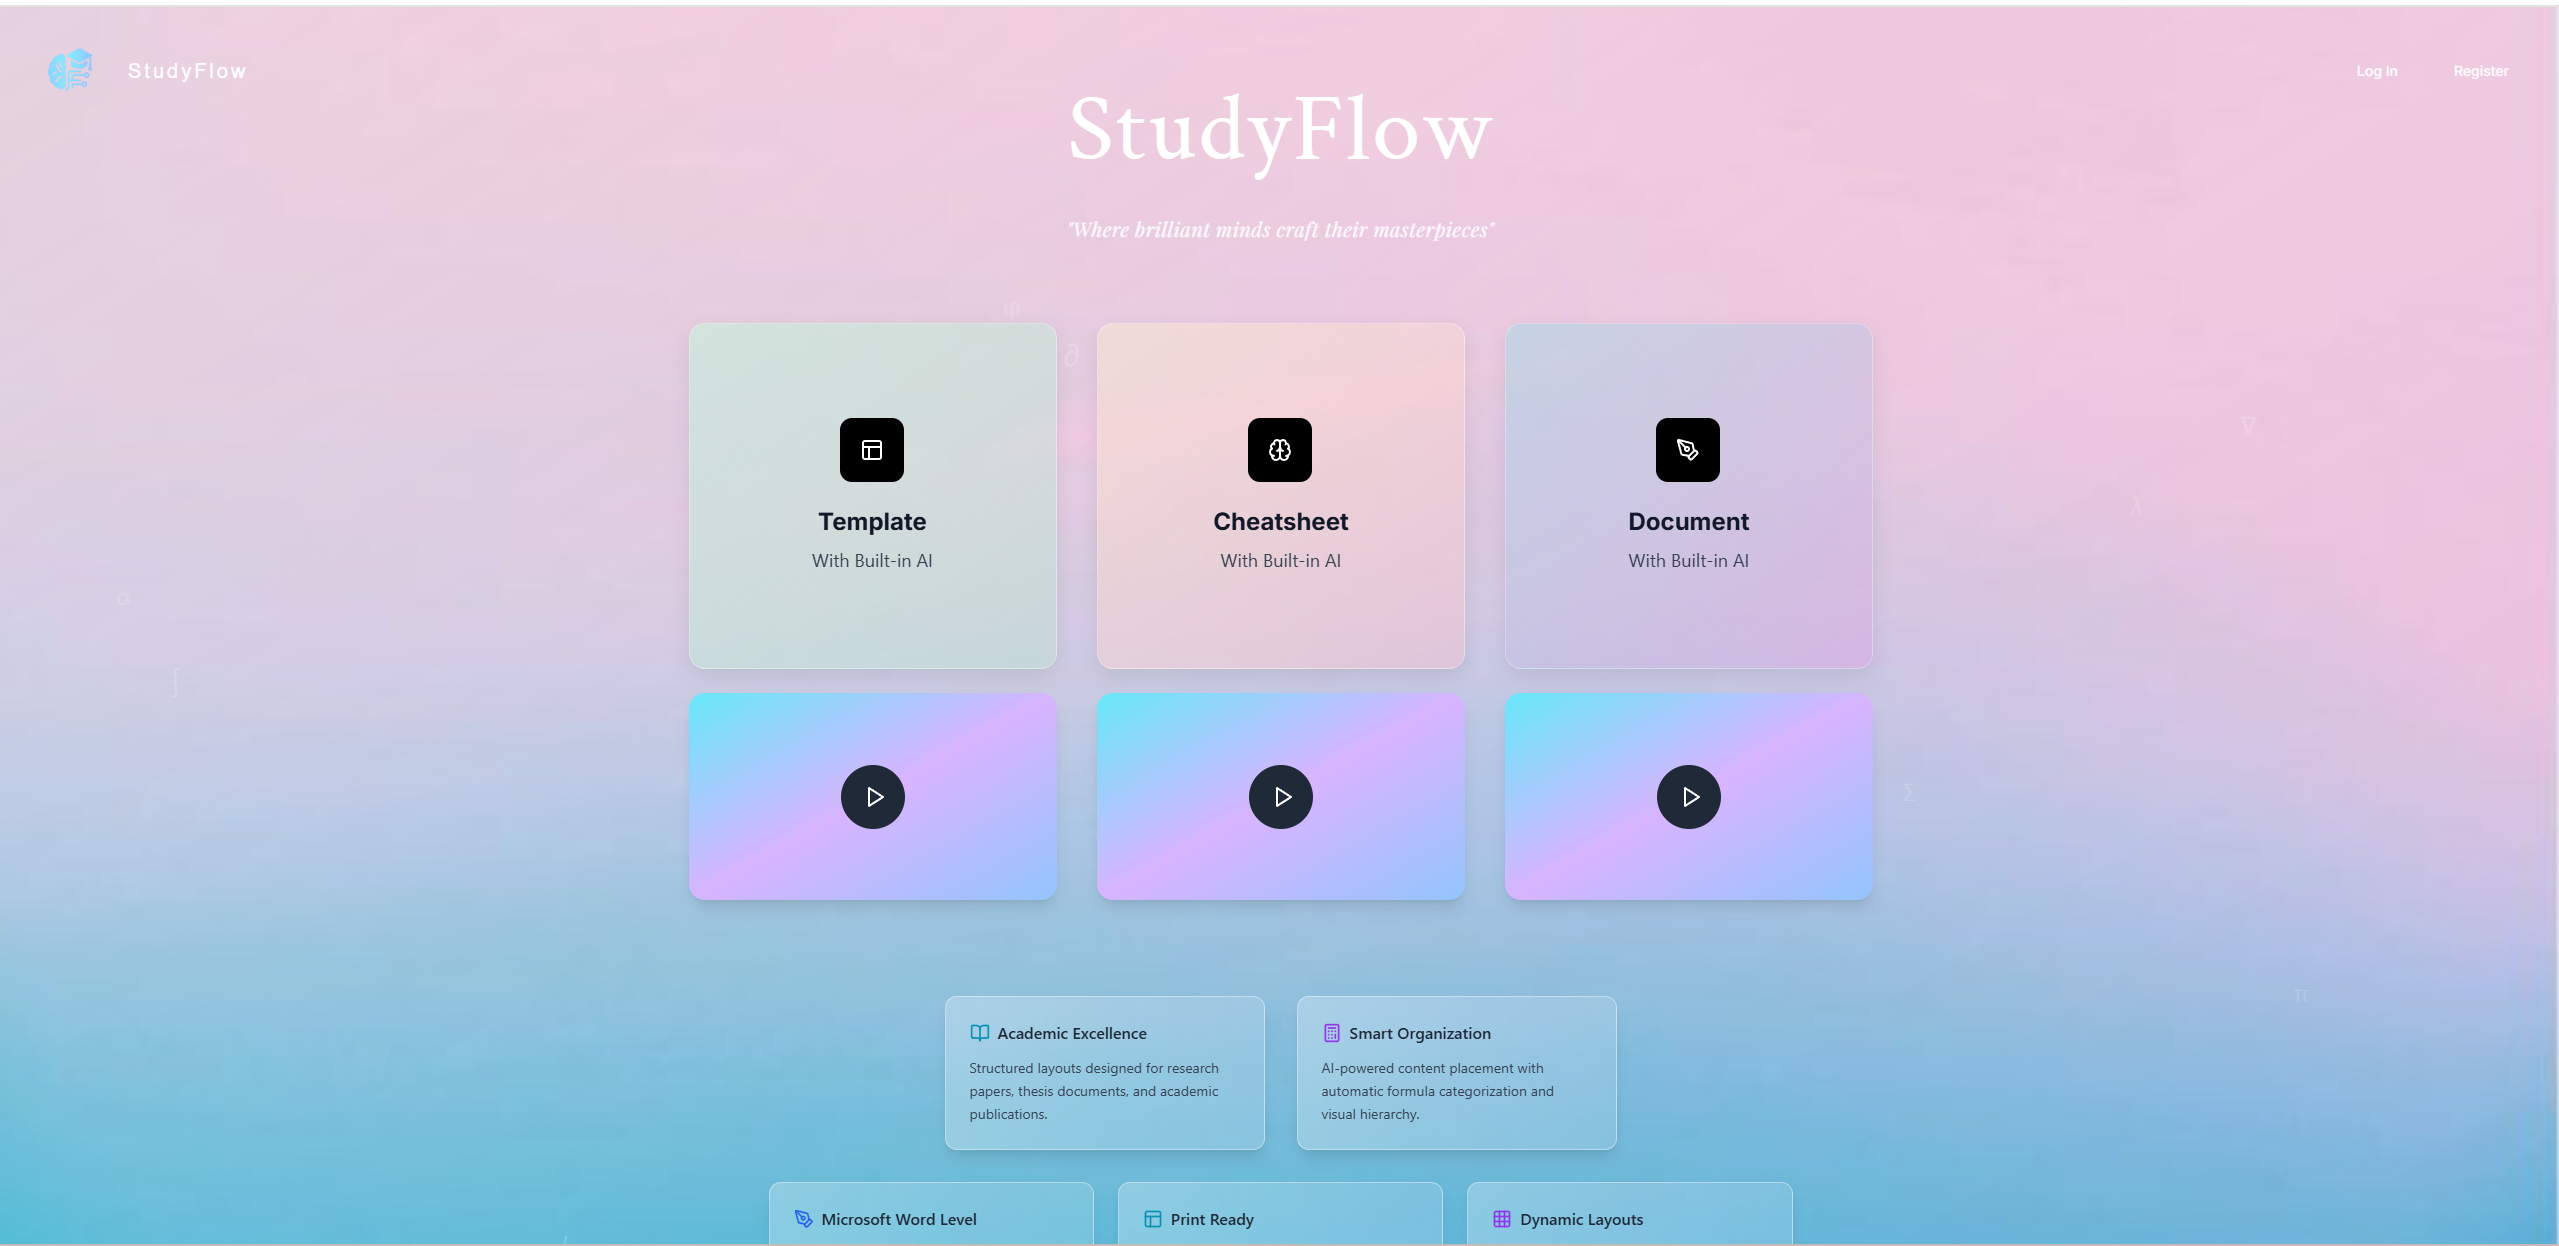 StudyFlow
Log In
Register
StudyFlow
"Where brilliant minds craft their masterpieces"
φ
∂
∇
λ
α
∫
Σ
π
Template
With Built-in AI
Cheatsheet
With Built-in AI
Document
With Built-in AI
Academic Excellence
Structured layouts designed for research
papers, thesis documents, and academic
publications.
Smart Organization
AI-powered content placement with
automatic formula categorization and
visual hierarchy.
Microsoft Word Level
Print Ready
Dynamic Layouts